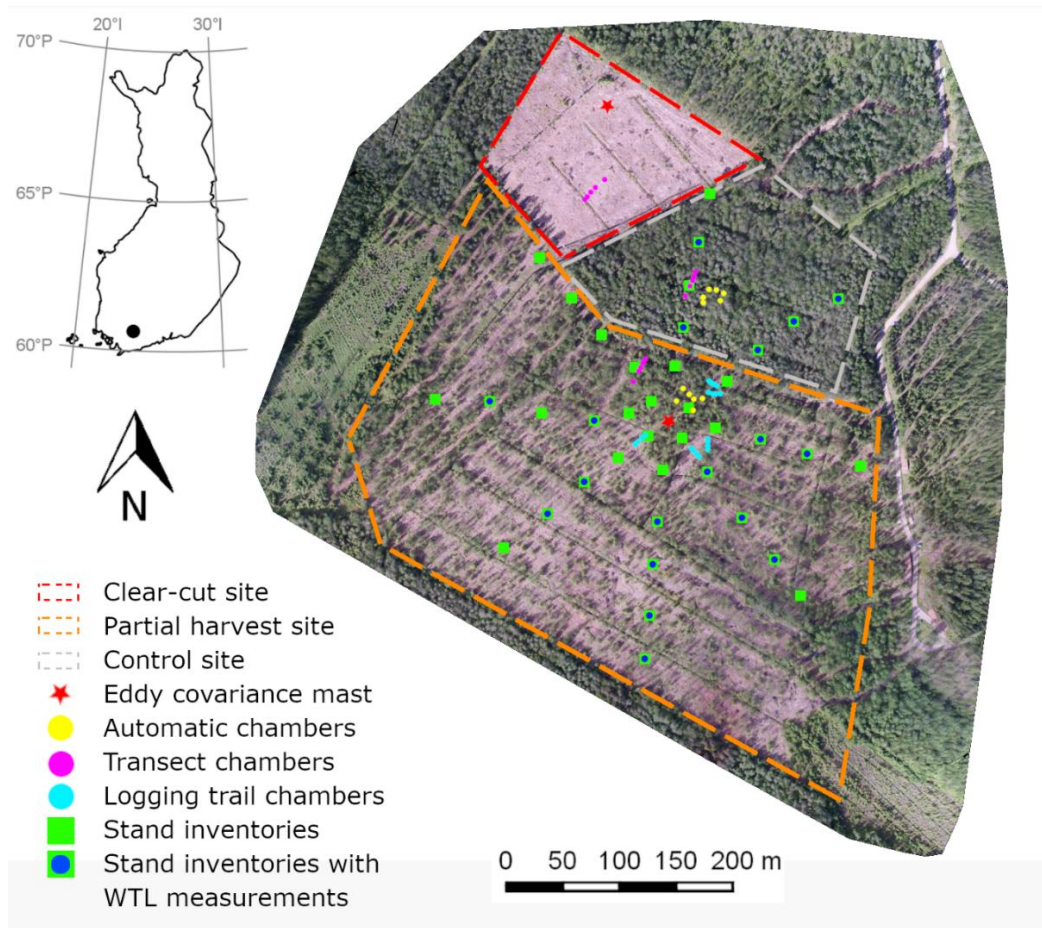 20°I 30°I
70°P
65°P
60°P
N
Clear-cut site
Partial harvest site
Control site
Eddy covariance mast
Automatic chambers
Transect chambers
Logging trail chambers
Stand inventories
Stand inventories with
WTL measurements
0 50 100 150 200 m